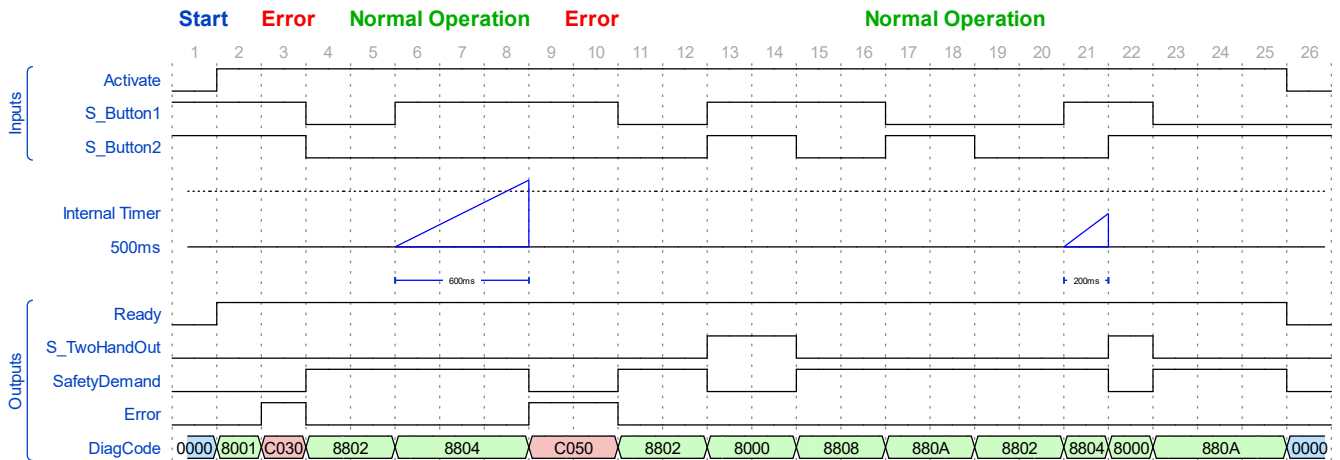 Start Error Normal Operation Error Normal Operation
1 2 3 4 5 6 7 8 9 10 11 12 13 14 15 16 17 18 19 20 21 22 23 24 25 26
Inputs
Activate
S_Button1
S_Button2
Internal Timer
500ms
600ms 200ms
Outputs
Ready
S_TwoHandOut
SafetyDemand
Error
DiagCode 0000 8001 C030 8802 8804 C050 8802 8000 8808 880A 8802 8804 8000 880A 0000